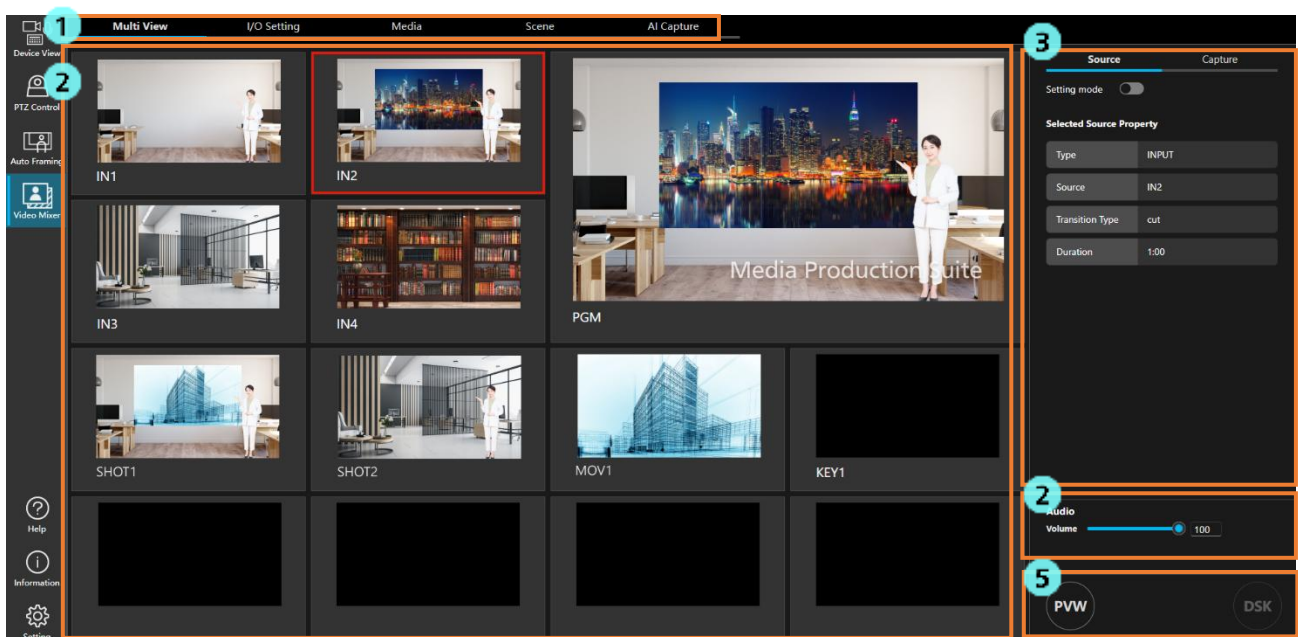 1
Multi View
I/O Setting
Media
Scene
AI Capture
Device View
2
PTZ Control
Auto Framing
Video Mixer
Help
Information
Setting
IN1
IN2
Media Production Suite
PGM
IN3
IN4
SHOT1
SHOT2
MOV1
KEY1
3
Source
Capture
Setting mode
Selected Source Property
Type INPUT
Source IN2
Transition Type cut
Duration 1:00
2
Audio
Volume 100
5
PVW
DSK